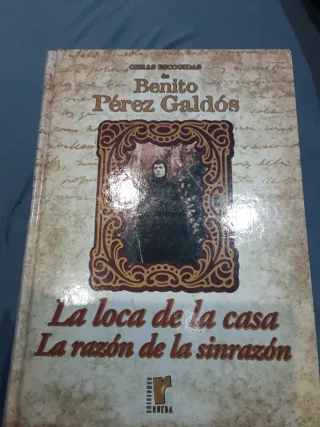 OBRAS ESCOGIDAS
de
Benito
Pérez Galdós
La loca de la casa
La razón de la sinrazón
EDICIONES
RUEDA